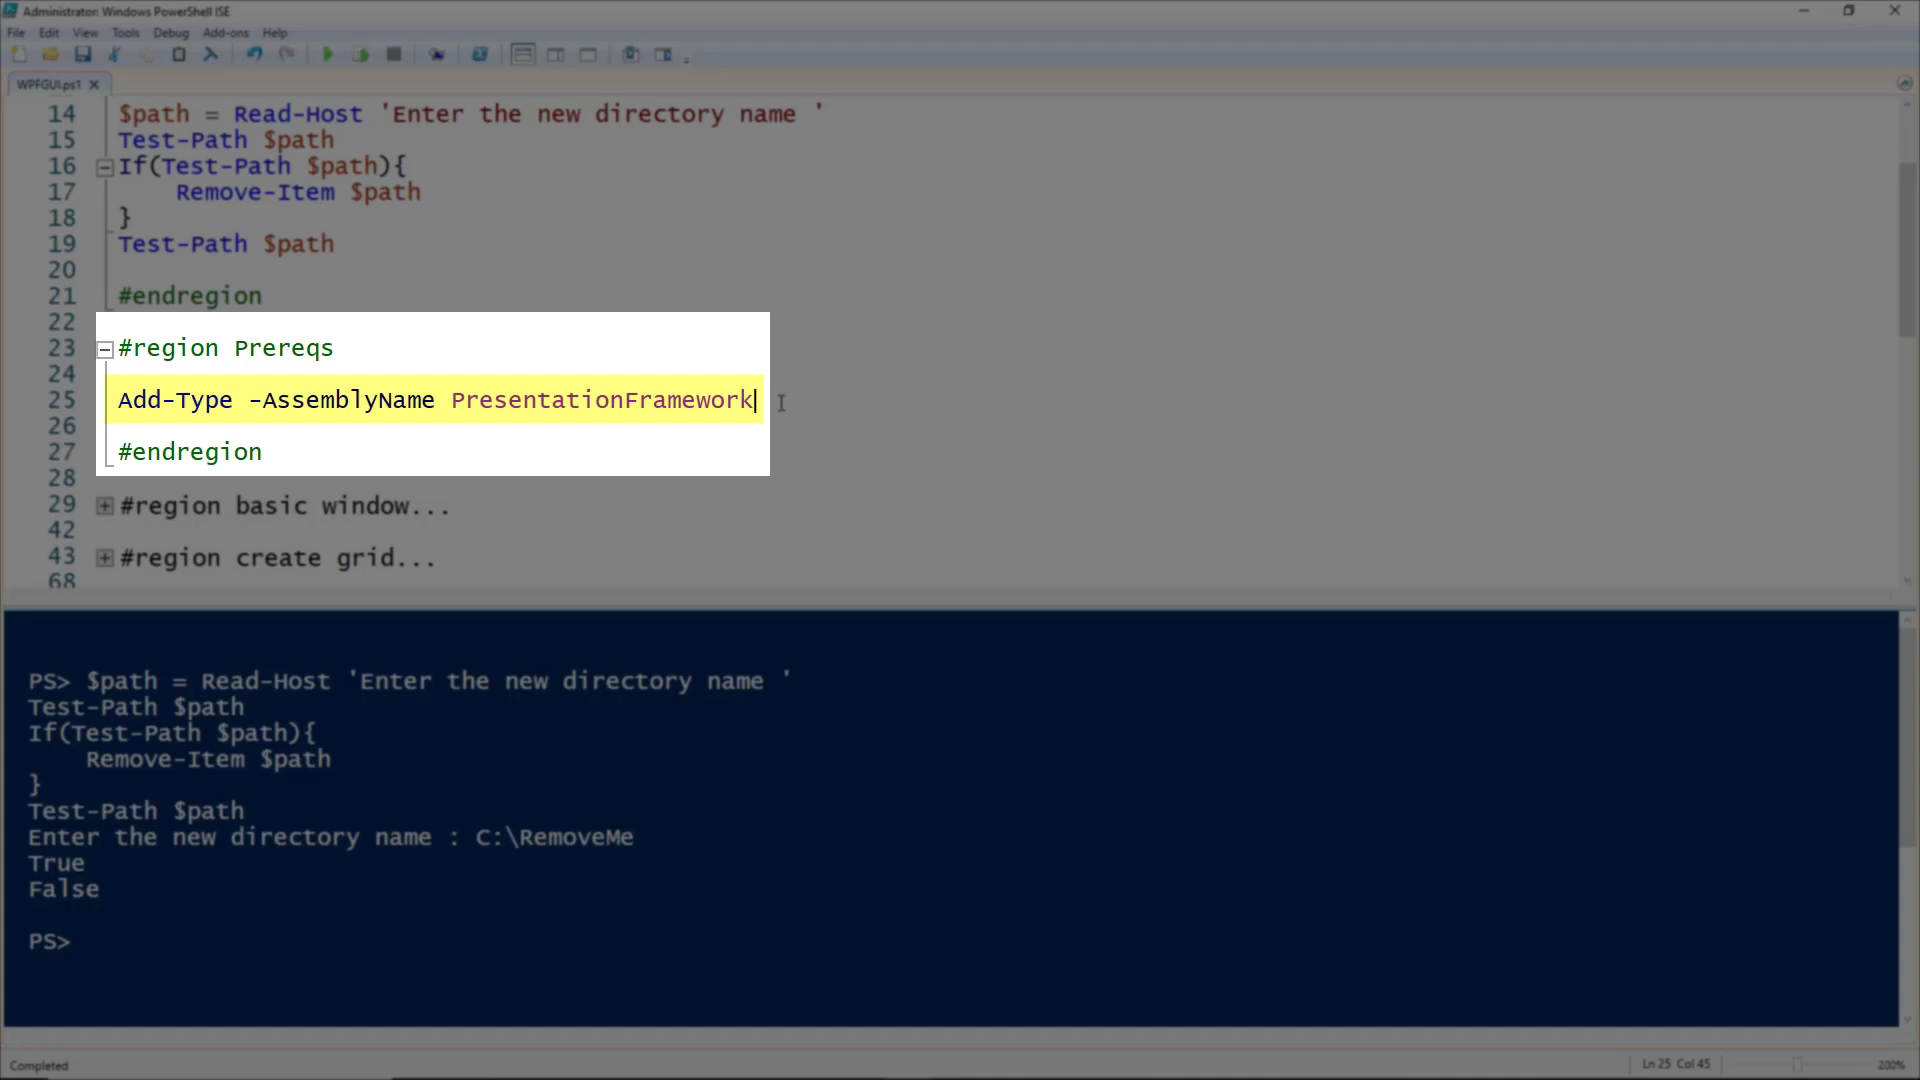 Administrator: Windows PowerShell ISE
File Edit View Tools Debug Add-ons Help
WPFGUI.ps1
14 $path = Read-Host 'Enter the new directory name '
15 Test-Path $path
16 If(Test-Path $path){
17 Remove-Item $path
18 }
19 Test-Path $path
20
21 #endregion
22
23 #region Prereqs
24
25 Add-Type -AssemblyName PresentationFramework
26
27 #endregion
28
29 #region basic window...
42
43 #region create grid...
68
PS> $path = Read-Host 'Enter the new directory name '
Test-Path $path
If(Test-Path $path){
Remove-Item $path
}
Test-Path $path
Enter the new directory name : C:\RemoveMe
True
False
PS>
Completed
Ln 25 Col 45
200%